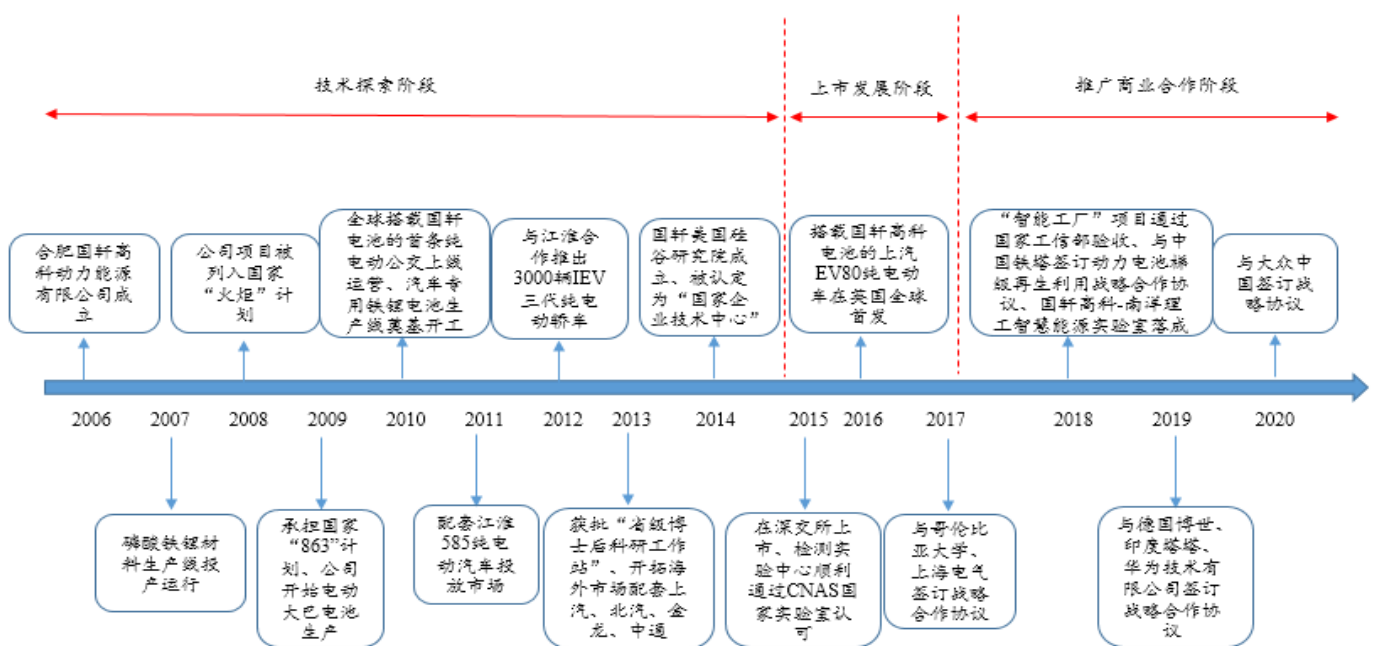 技术探索阶段
上市发展阶段
推广商业合作阶段
合肥国轩高
科动力能源
有限公司成
立
公司项目被
列入国家
“火炬”计
划
全球搭载国轩
电池的首条纯
电动公交上线
运管、汽车专
用铁锂电池生
产线奠基开工
与江淮合
作推出
3000辆IEV
三代纯电
动轿车
国轩美国硅
谷研究院成
立、被认定
为“国家企
业技术中心”
搭载国轩高科
电池的上汽
EV80纯电动
车在英国全球
首发
“智能工厂”项目通过
国家工信部验收、与中
国铁塔签订动力电池梯
级再生利用战略合作协
议、国轩高科-南洋理
工智慧能源实验室落成
与大众中
国签订战
略协议
2006
2007
2008
2009
2010
2011
2012
2013
2014
2015
2016
2017
2018
2019
2020
磷酸铁锂材
料生产线投
产运行
承担国家
“863”计
划、公司
开始电动
大巴电池
生产
配套江淮
585纯电
动汽车投
放市场
获批“省级博
士后科研工作
站”、开拓海
外市场配套上
汽、北汽、金
龙、中通
在深交所上
市、检测实
验中心顺利
通过CNAS国
家实验室认
可
与哥伦比
亚大学、
上海电气
签订战略
合作协议
与德国博世、
印度塔塔、
华为技术有
限公司签订
战略合作协
议